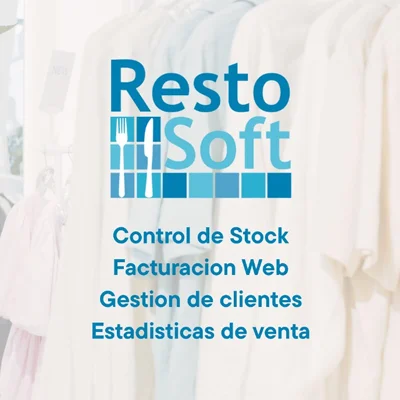 Resto
Soft
Control de Stock
Facturacion Web
Gestion de clientes
Estadisticas de venta